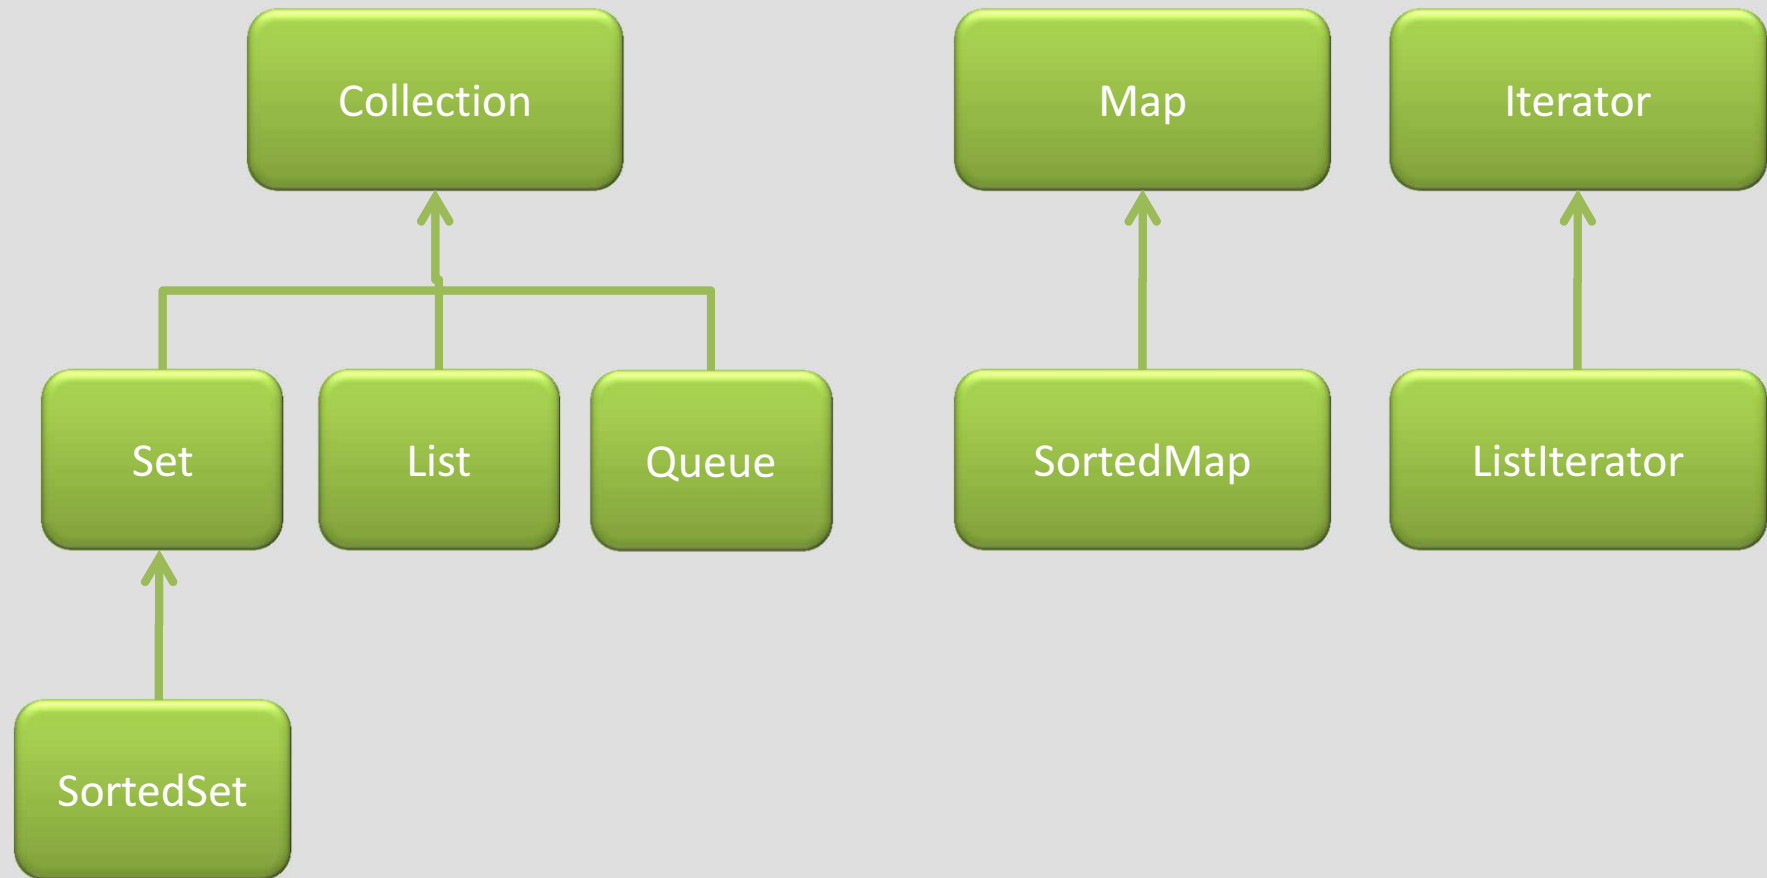 Collection
Map
Iterator
Set
List
Queue
SortedMap
ListIterator
SortedSet